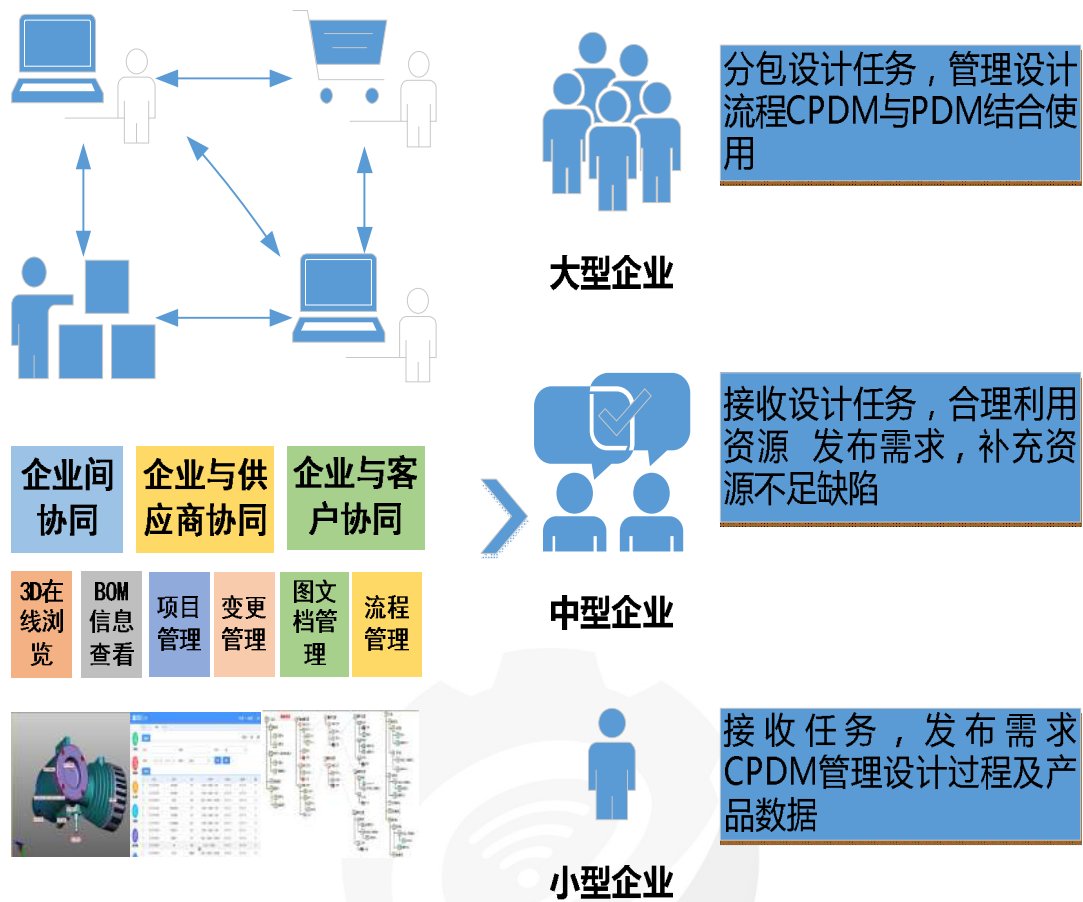 分包设计任务，管理设计
流程CPDM与PDM结合使
用
大型企业
接收设计任务，合理利用
资源 发布需求，补充资
源不足缺陷
中型企业
接收任务，发布需求
CPDM管理设计过程及产
品数据
小型企业
企业间
协同
企业与供
应商协同
企业与客
户协同
3D在
线浏
览
BOM
信息
查看
项目
管理
变更
管理
图文
档管
理
流程
管理